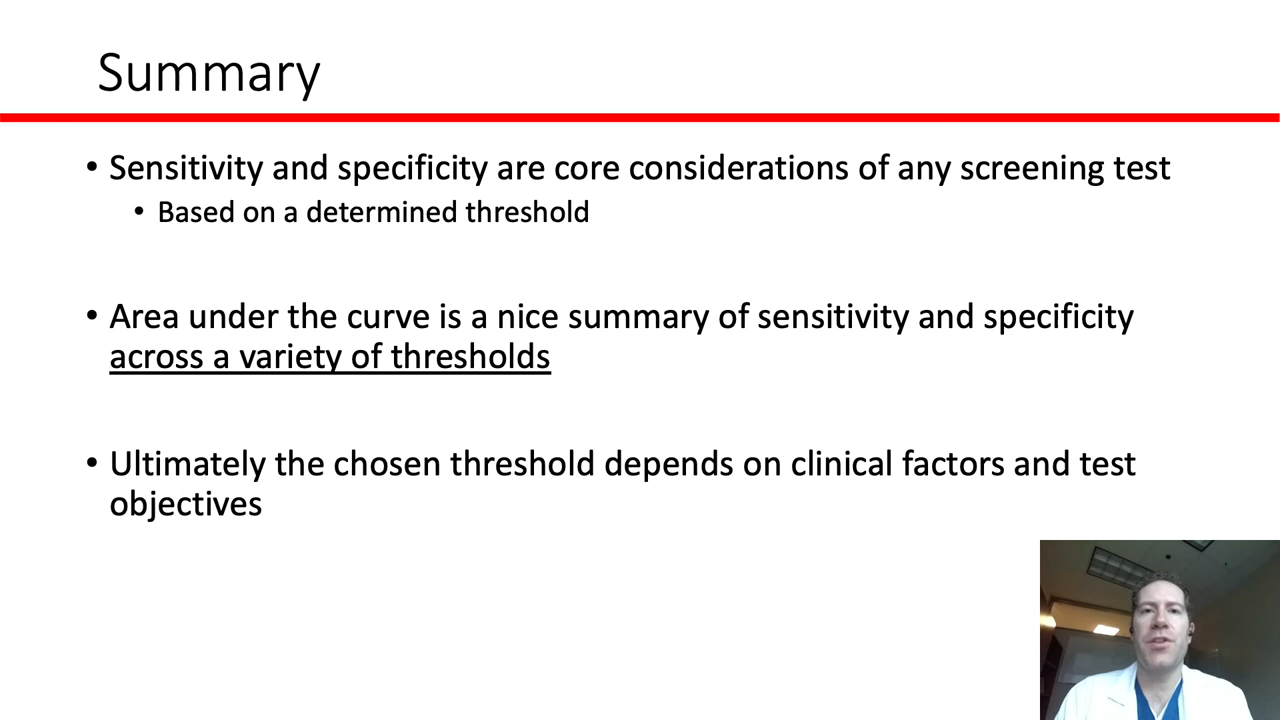 Summary
• Sensitivity and specificity are core considerations of any screening test
• Based on a determined threshold
• Area under the curve is a nice summary of sensitivity and specificity
across a variety of thresholds
• Ultimately the chosen threshold depends on clinical factors and test
objectives